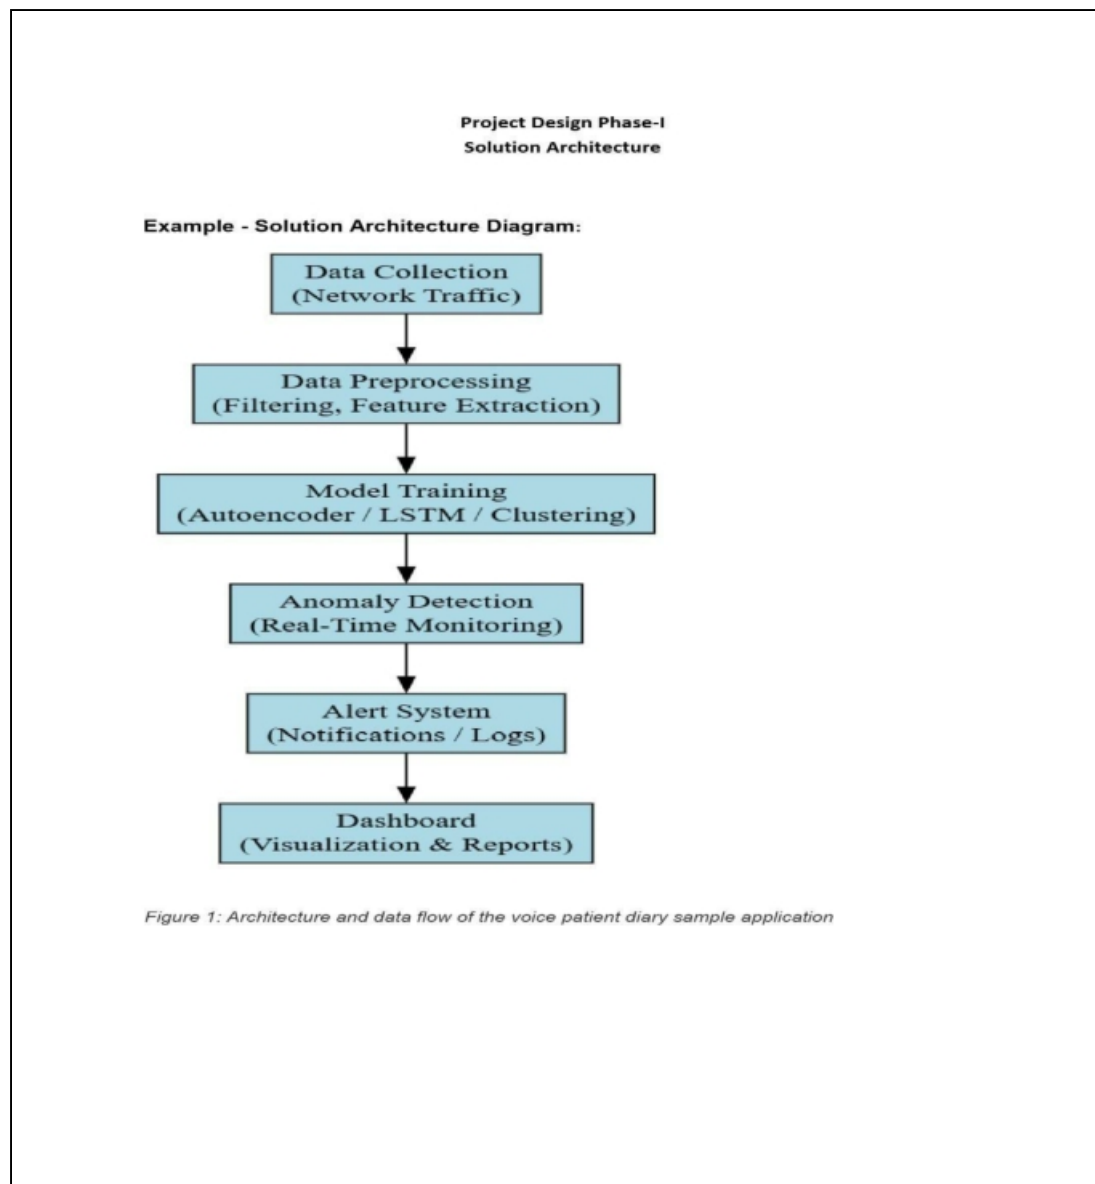 Project Design Phase-I
Solution Architecture
Example - Solution Architecture Diagram:
Data Collection
(Network Traffic)
Data Preprocessing
(Filtering, Feature Extraction)
Model Training
(Autoencoder / LSTM / Clustering)
Anomaly Detection
(Real-Time Monitoring)
Alert System
(Notifications / Logs)
Dashboard
(Visualization & Reports)
Figure 1: Architecture and data flow of the voice patient diary sample application